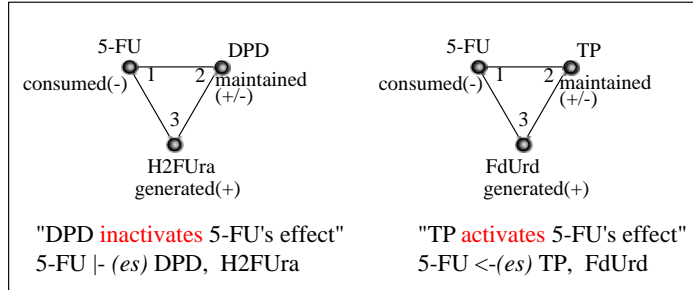 5-FU DPD
1 2
consumed(-) maintained
(+/-)
3
H2FUra
generated(+)
"DPD inactivates 5-FU's effect"
5-FU |- (es) DPD, H2FUra
5-FU TP
1 2
consumed(-) maintained
(+/-)
3
FdUrd
generated(+)
"TP activates 5-FU's effect"
5-FU <-(es) TP, FdUrd